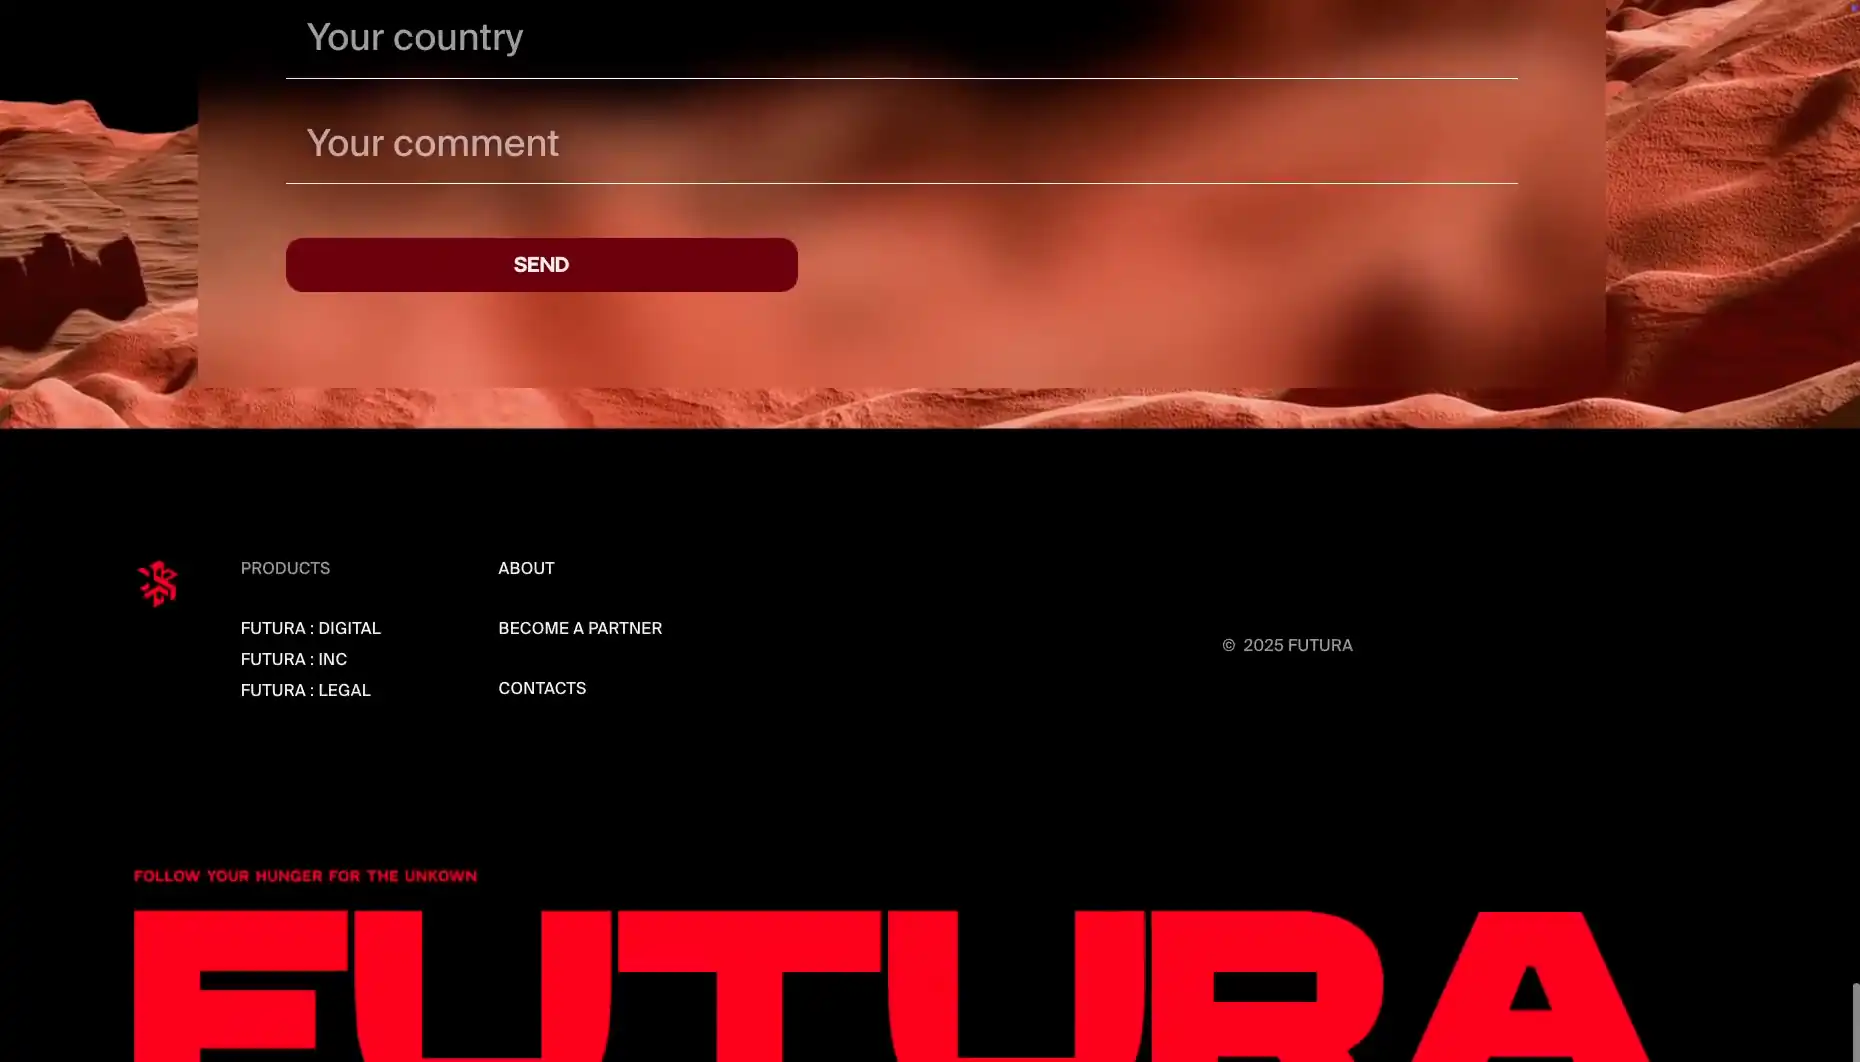 Your country
Your comment
SEND
PRODUCTS
FUTURA : DIGITAL
FUTURA : INC
FUTURA : LEGAL
ABOUT
BECOME A PARTNER
CONTACTS
© 2025 FUTURA
FOLLOW YOUR HUNGER FOR THE UNKOWN
FUTURA